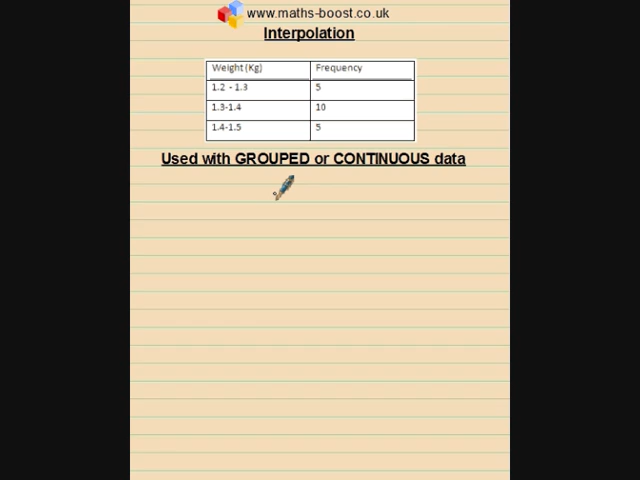 www.maths-boost.co.uk
Interpolation
Weight (Kg) Frequency
1.2 - 1.3 5
1.3-1.4 10
1.4-1.5 5
Used with GROUPED or CONTINUOUS data